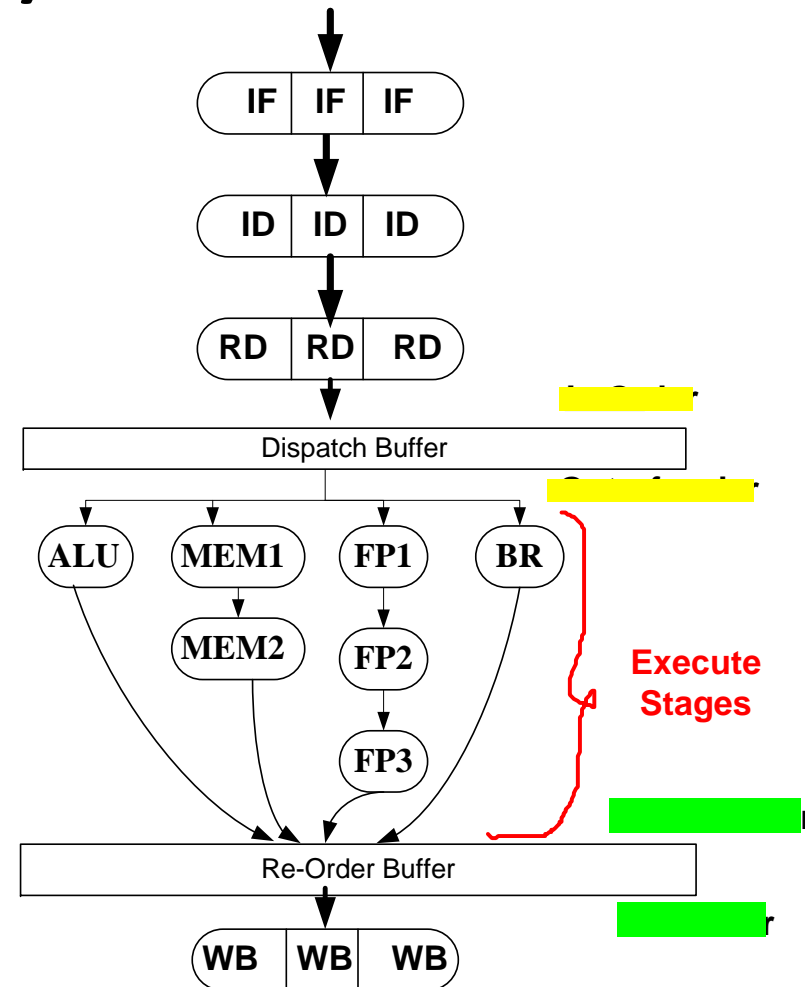 IF IF IF
ID ID ID
RD RD RD
Dispatch Buffer
ALU MEM1 FP1 BR
MEM2 FP2
Execute
Stages
FP3
Re-Order Buffer
WB WB WB